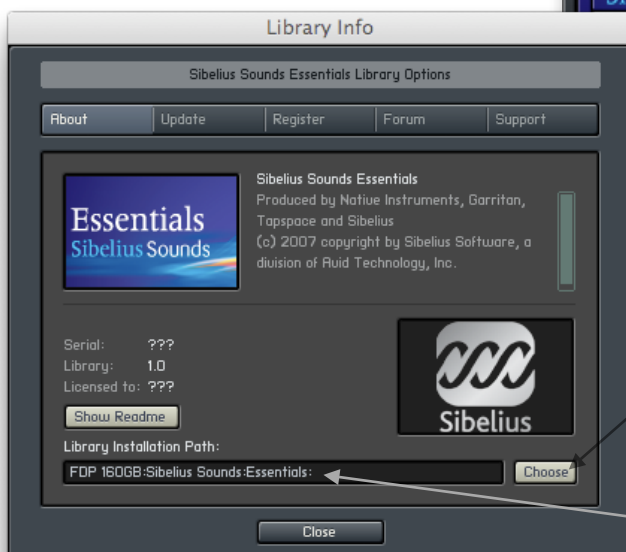 Library Info
Sibelius Sounds Essentials Library Options
About Update Register Forum Support
Essentials
Sibelius Sounds
Sibelius Sounds Essentials
Produced by Native Instruments, Garritan,
Tapspace and Sibelius
(c) 2007 copyright by Sibelius Software, a
division of Avid Technology, Inc.
Serial: ???
Library: 1.0
Licensed to: ???
Show Readme
Sibelius
Library Installation Path:
FDP 160GB:Sibelius Sounds:Essentials:
Choose
Close